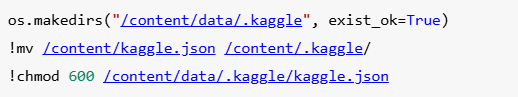 os.makedirs("/content/data/.kaggle", exist_ok=True)
!mv /content/kaggle.json /content/.kaggle/
!chmod 600 /content/data/.kaggle/kaggle.json